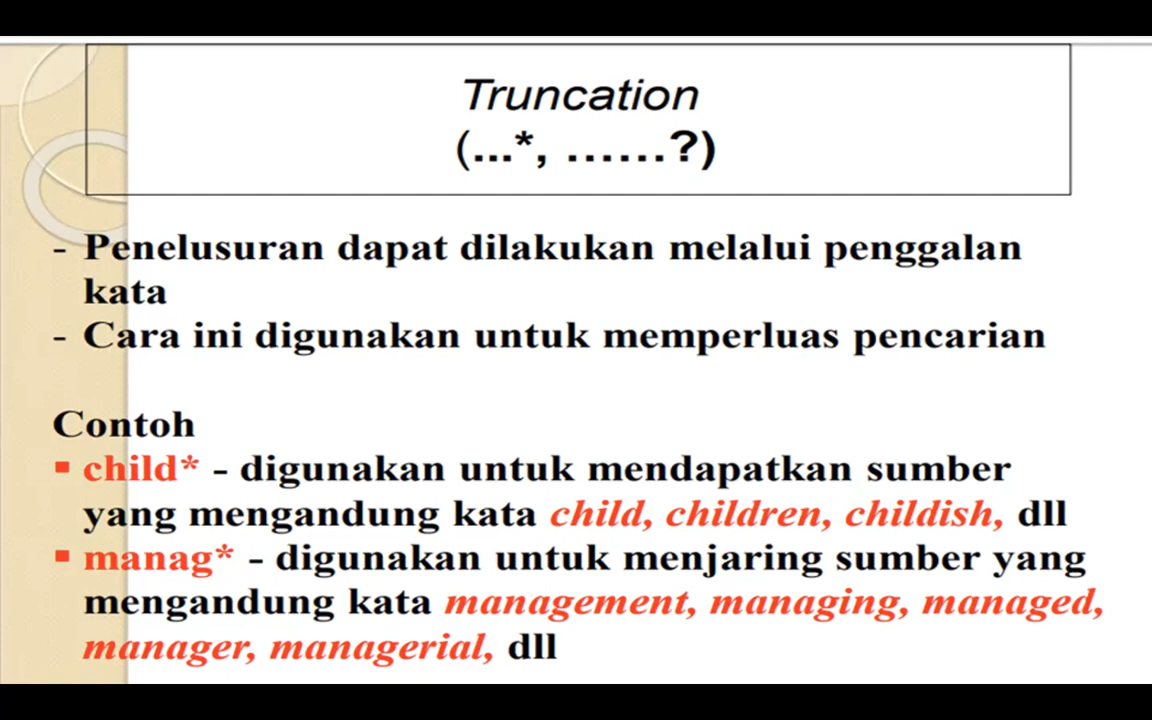 Truncation
(...*, ......?)
- Penelusuran dapat dilakukan melalui penggalan
kata
- Cara ini digunakan untuk memperluas pencarian
Contoh
▪ child* - digunakan untuk mendapatkan sumber
yang mengandung kata child, children, childish, dll
▪ manag* - digunakan untuk menjaring sumber yang
mengandung kata management, managing, managed,
manager, managerial, dll